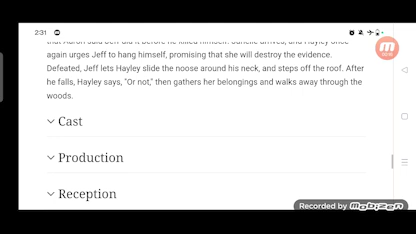 2:31
that Aaron said Jeff did it before he killed himself. Janelle arrives, and Hayley once
again urges Jeff to hang himself, promising that she will destroy the evidence.
Defeated, Jeff lets Hayley slide the noose around his neck, and steps off the roof. After
he falls, Hayley says, "Or not," then gathers her belongings and walks away through the
woods.
Cast
Production
Reception
Recorded by mobizen